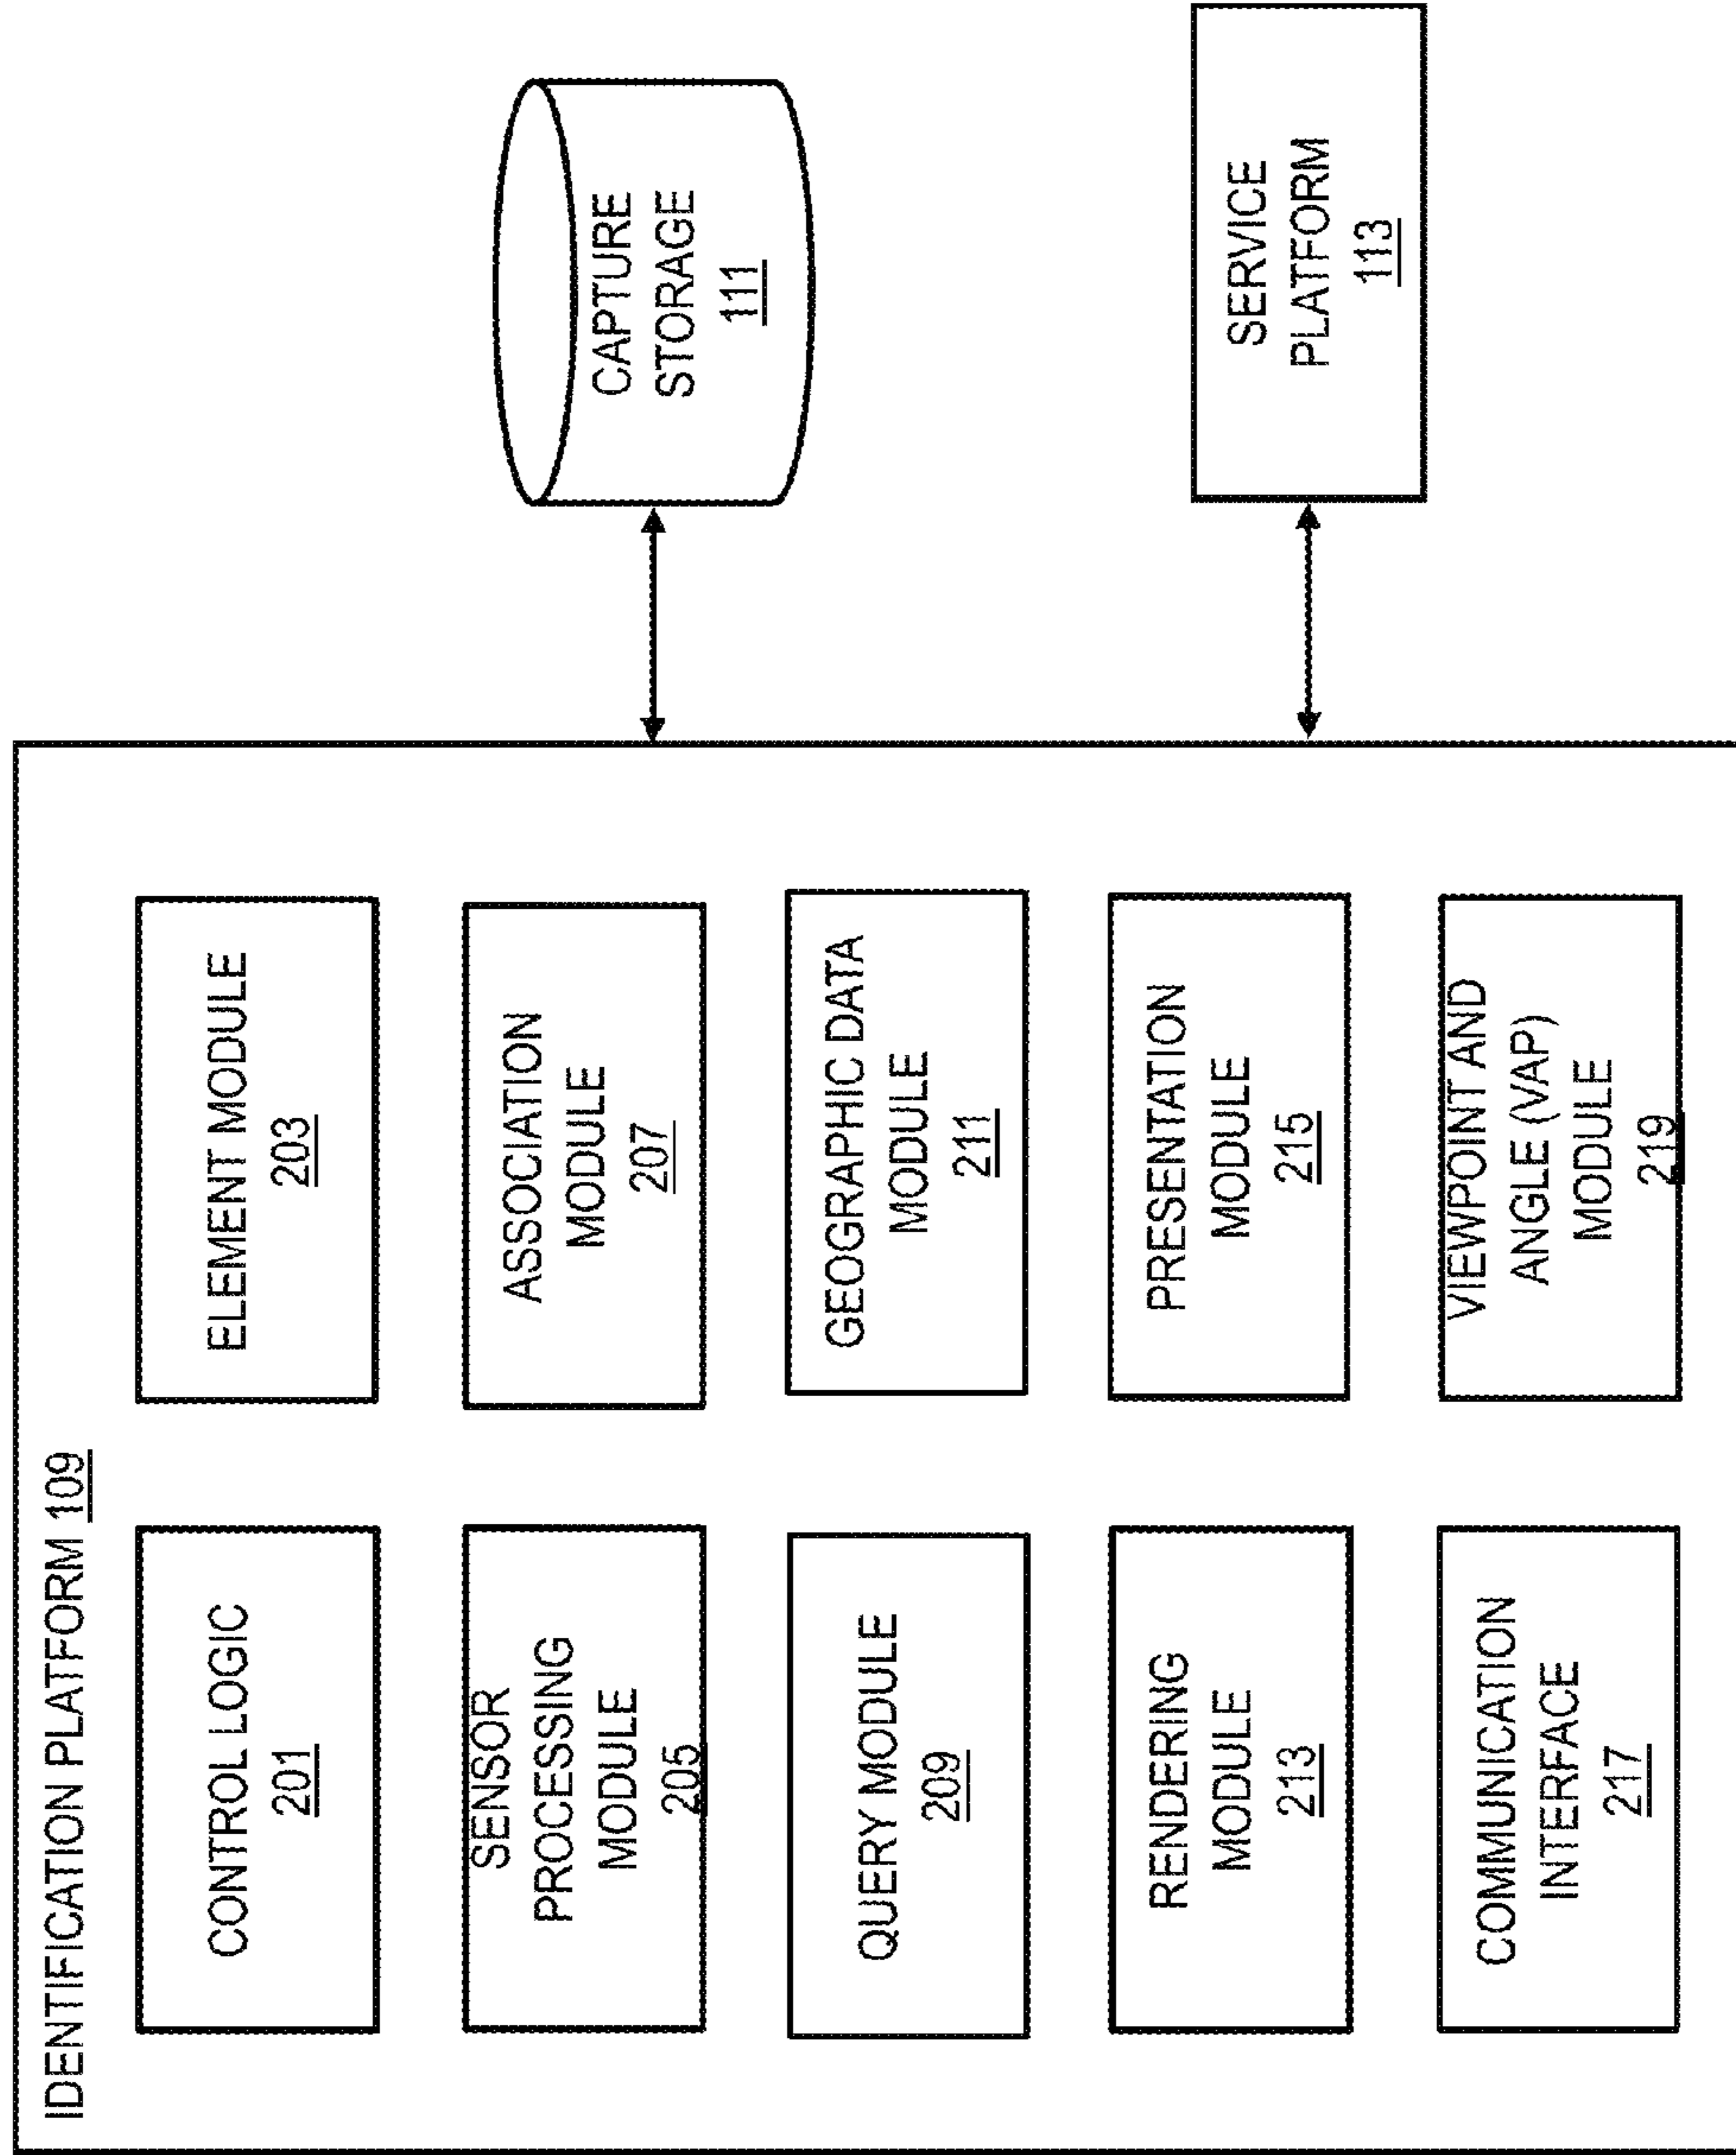 IDENTIFICATION PLATFORM 109
CONTROL LOGIC
201
ELEMENT MODULE
203
SENSOR
PROCESSING
MODULE
205
ASSOCIATION
MODULE
207
QUERY MODULE
209
GEOGRAPHIC DATA
MODULE
211
RENDERING
MODULE
213
PRESENTATION
MODULE
215
COMMUNICATION
INTERFACE
217
VIEWPOINT AND
ANGLE (VAP)
MODULE
219
CAPTURE
STORAGE
111
SERVICE
PLATFORM
113